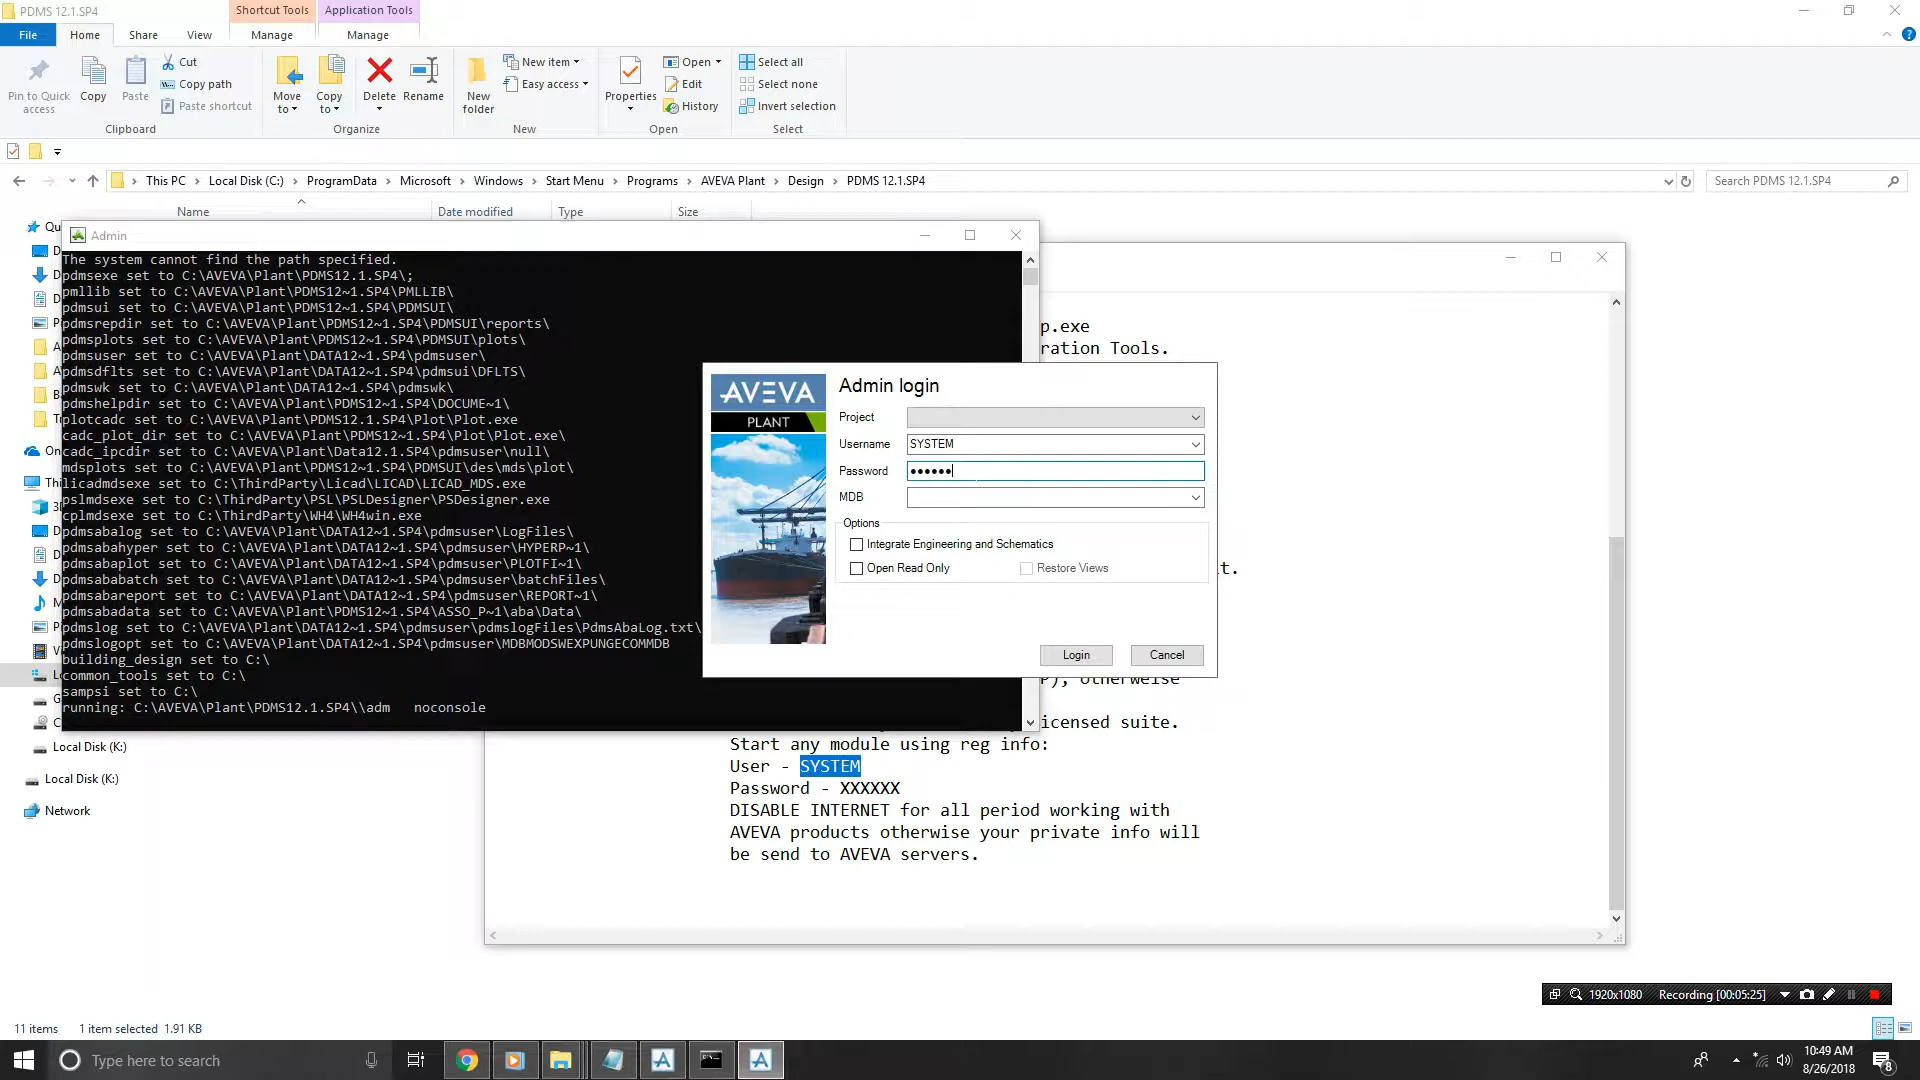 PDMS 12.1.SP4
Shortcut Tools
Application Tools
File
Home
Share
View
Manage
Manage
Pin to Quick access
Copy
Paste
Cut
Copy path
Paste shortcut
Clipboard
Move to
Copy to
Delete
Rename
Organize
New folder
New item
Easy access
New
Properties
Open
Edit
History
Open
Select all
Select none
Invert selection
Select
This PC
Local Disk (C:)
ProgramData
Microsoft
Windows
Start Menu
Programs
AVEVA Plant
Design
PDMS 12.1.SP4
Search PDMS 12.1.SP4
Name
Date modified
Type
Size
Local Disk (K:)
Local Disk (K:)
Network
Admin
The system cannot find the path specified.
pdmsexe set to C:\AVEVA\Plant\PDMS12.1.SP4\;
pmllib set to C:\AVEVA\Plant\PDMS12~1.SP4\PMLLIB\
pdmsui set to C:\AVEVA\Plant\PDMS12~1.SP4\PDMSUI\
pdmsrepdir set to C:\AVEVA\Plant\PDMS12~1.SP4\PDMSUI\reports\
pdmsplots set to C:\AVEVA\Plant\PDMS12~1.SP4\PDMSUI\plots\
pdmsuser set to C:\AVEVA\Plant\DATA12~1.SP4\pdmsuser\
pdmsdflts set to C:\AVEVA\Plant\DATA12~1.SP4\pdmsui\DFLTS\
pdmswk set to C:\AVEVA\Plant\DATA12~1.SP4\pdmswk\
pdmshelpdir set to C:\AVEVA\Plant\PDMS12~1.SP4\DOCUME~1\
plotcadc set to C:\AVEVA\Plant\PDMS12.1.SP4\Plot\Plot.exe
cadc_plot_dir set to C:\AVEVA\Plant\PDMS12~1.SP4\Plot\Plot.exe\
cadc_ipcdir set to C:\AVEVA\Plant\Data12.1.SP4\pdmsuser\null\
mdsplots set to C:\AVEVA\Plant\PDMS12~1.SP4\PDMSUI\des\mds\plot\
licadmdsexe set to C:\ThirdParty\Licad\LICAD\LICAD_MDS.exe
pslmdsexe set to C:\ThirdParty\PSL\PSLDesigner\PSDesigner.exe
cplmdsexe set to C:\ThirdParty\WH4\WH4win.exe
pdmsabalog set to C:\AVEVA\Plant\DATA12~1.SP4\pdmsuser\LogFiles\
pdmsabahyper set to C:\AVEVA\Plant\DATA12~1.SP4\pdmsuser\HYPERP~1\
pdmsabaplot set to C:\AVEVA\Plant\DATA12~1.SP4\pdmsuser\PLOTFI~1\
pdmsababatch set to C:\AVEVA\Plant\DATA12~1.SP4\pdmsuser\batchFiles\
pdmsabareport set to C:\AVEVA\Plant\DATA12~1.SP4\pdmsuser\REPORT~1\
pdmsabadata set to C:\AVEVA\Plant\PDMS12~1.SP4\ASSO_P~1\aba\Data\
pdmslog set to C:\AVEVA\Plant\DATA12~1.SP4\pdmsuser\pdmslogFiles\PdmsAbaLog.txt\
pdmslogopt set to C:\AVEVA\Plant\DATA12~1.SP4\pdmsuser\MDBMODSWEXPUNGECOMMDB
building_design set to C:\
common_tools set to C:\
sampsi set to C:\
running: C:\AVEVA\Plant\PDMS12.1.SP4\\adm noconsole
AVEVA
PLANT
Admin login
Project
Username
SYSTEM
Password
••••••
MDB
Options
Integrate Engineering and Schematics
Open Read Only
Restore Views
Login
Cancel
p.exe
ration Tools.
t.
P), otherwise
icensed suite.
Start any module using reg info:
User - SYSTEM
Password - XXXXXX
DISABLE INTERNET for all period working with
AVEVA products otherwise your private info will
be send to AVEVA servers.
1920x1080
Recording [00:05:25]
11 items
1 item selected 1.91 KB
Type here to search
10:49 AM
8/26/2018
8